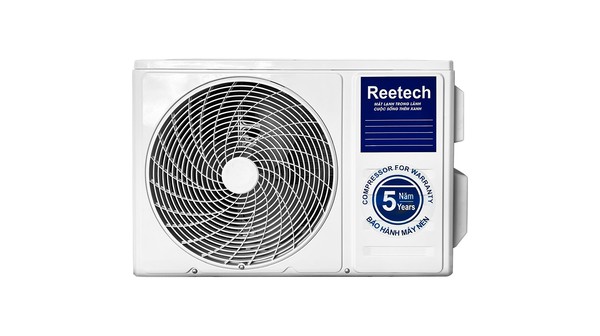 Reetech
MÁT LẠNH TRONG LÀNH
CUỘC SỐNG THÊM XANH
COMPRESSOR FOR WARRANTY
5 Năm
Years
BẢO HÀNH MÁY NÉN